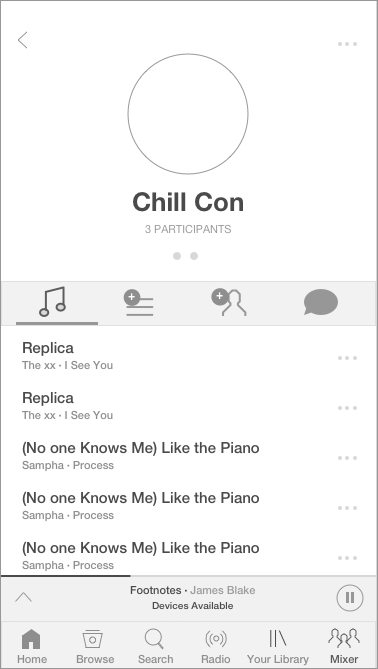 Chill Con
3 PARTICIPANTS
Replica
The xx · I See You
Replica
The xx · I See You
(No one Knows Me) Like the Piano
Sampha · Process
(No one Knows Me) Like the Piano
Sampha · Process
(No one Knows Me) Like the Piano
Sampha · Process
Footnotes · James Blake
Devices Available
Home Browse Search Radio Your Library Mixer